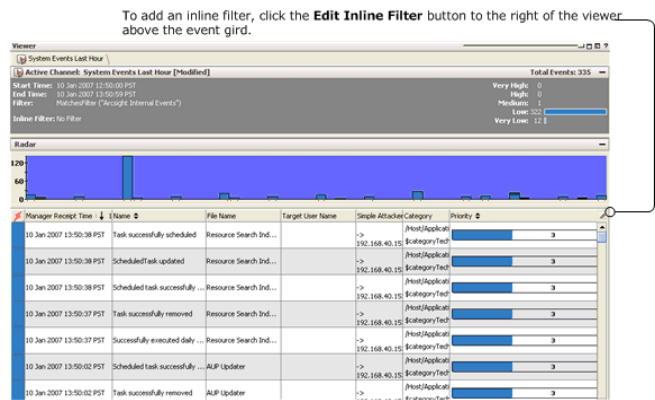 To add an inline filter, click the Edit Inline Filter button to the right of the viewer
above the event gird.
Viewer
System Events Last Hour
Active Channel: System Events Last Hour [Modified] Total Events: 335
Start Time: 10 Jan 2007 12:50:00 PST Very High: 0
End Time: 10 Jan 2007 13:50:59 PST High: 0
Filter: MatchesFilter ("Arcsight Internal Events") Medium: 1
Low: 322
Inline Filter: No Filter Very Low: 12
Radar
120
60
0
Manager Receipt Time 1 Name File Name Target User Name Simple Attacker Category Priority
10 Jan 2007 13:50:38 PST Task successfully scheduled Resource Search Ind... -> 192.168.40.15 /Host/Applicati $categoryTech 3
10 Jan 2007 13:50:38 PST ScheduledTask updated Resource Search Ind... -> 192.168.40.15 /Host/Applicati $categoryTech 3
10 Jan 2007 13:50:38 PST Scheduled task successfully ... Resource Search Ind... -> 192.168.40.15 /Host/Applicati $categoryTech 3
10 Jan 2007 13:50:37 PST Task successfully removed Resource Search Ind... -> 192.168.40.15 /Host/Applicati $categoryTech 3
10 Jan 2007 13:50:37 PST Successfully executed daily ... Resource Search Ind... -> 192.168.40.15 /Host/Applicati $categoryTech 3
10 Jan 2007 13:50:02 PST Scheduled task successfully ... AUP Updater -> 192.168.40.15 /Host/Applicati $categoryTech 3
10 Jan 2007 13:50:02 PST Task successfully removed AUP Updater -> 192.168.40.15 /Host/Applicati $categoryTech 3